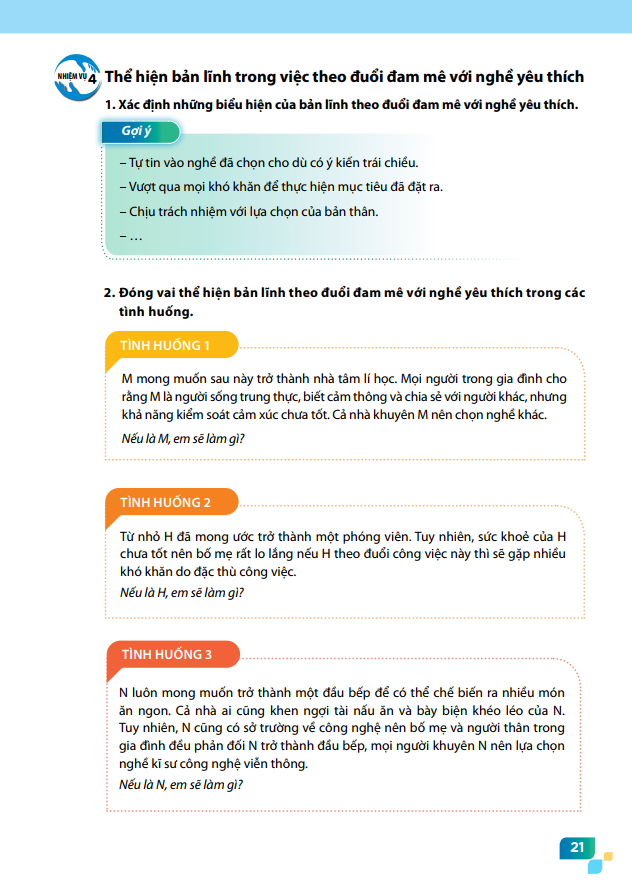 NHIỆM VỤ 4 Thể hiện bản lĩnh trong việc theo đuổi đam mê với nghề yêu thích
1. Xác định những biểu hiện của bản lĩnh theo đuổi đam mê với nghề yêu thích.
Gợi ý
– Tự tin vào nghề đã chọn cho dù có ý kiến trái chiều.
– Vượt qua mọi khó khăn để thực hiện mục tiêu đã đặt ra.
– Chịu trách nhiệm với lựa chọn của bản thân.
– ...
2. Đóng vai thể hiện bản lĩnh theo đuổi đam mê với nghề yêu thích trong các
tình huống.
TÌNH HUỐNG 1
M mong muốn sau này trở thành nhà tâm lí học. Mọi người trong gia đình cho
rằng M là người sống trung thực, biết cảm thông và chia sẻ với người khác, nhưng
khả năng kiểm soát cảm xúc chưa tốt. Cả nhà khuyên M nên chọn nghề khác.
Nếu là M, em sẽ làm gì?
TÌNH HUỐNG 2
Từ nhỏ H đã mong ước trở thành một phóng viên. Tuy nhiên, sức khoẻ của H
chưa tốt nên bố mẹ rất lo lắng nếu H theo đuổi công việc này thì sẽ gặp nhiều
khó khăn do đặc thù công việc.
Nếu là H, em sẽ làm gì?
TÌNH HUỐNG 3
N luôn mong muốn trở thành một đầu bếp để có thể chế biến ra nhiều món
ăn ngon. Cả nhà ai cũng khen ngợi tài nấu ăn và bày biện khéo léo của N.
Tuy nhiên, N cũng có sở trường về công nghệ nên bố mẹ và người thân trong
gia đình đều phản đối N trở thành đầu bếp, mọi người khuyên N nên lựa chọn
nghề kĩ sư công nghệ viễn thông.
Nếu là N, em sẽ làm gì?
21